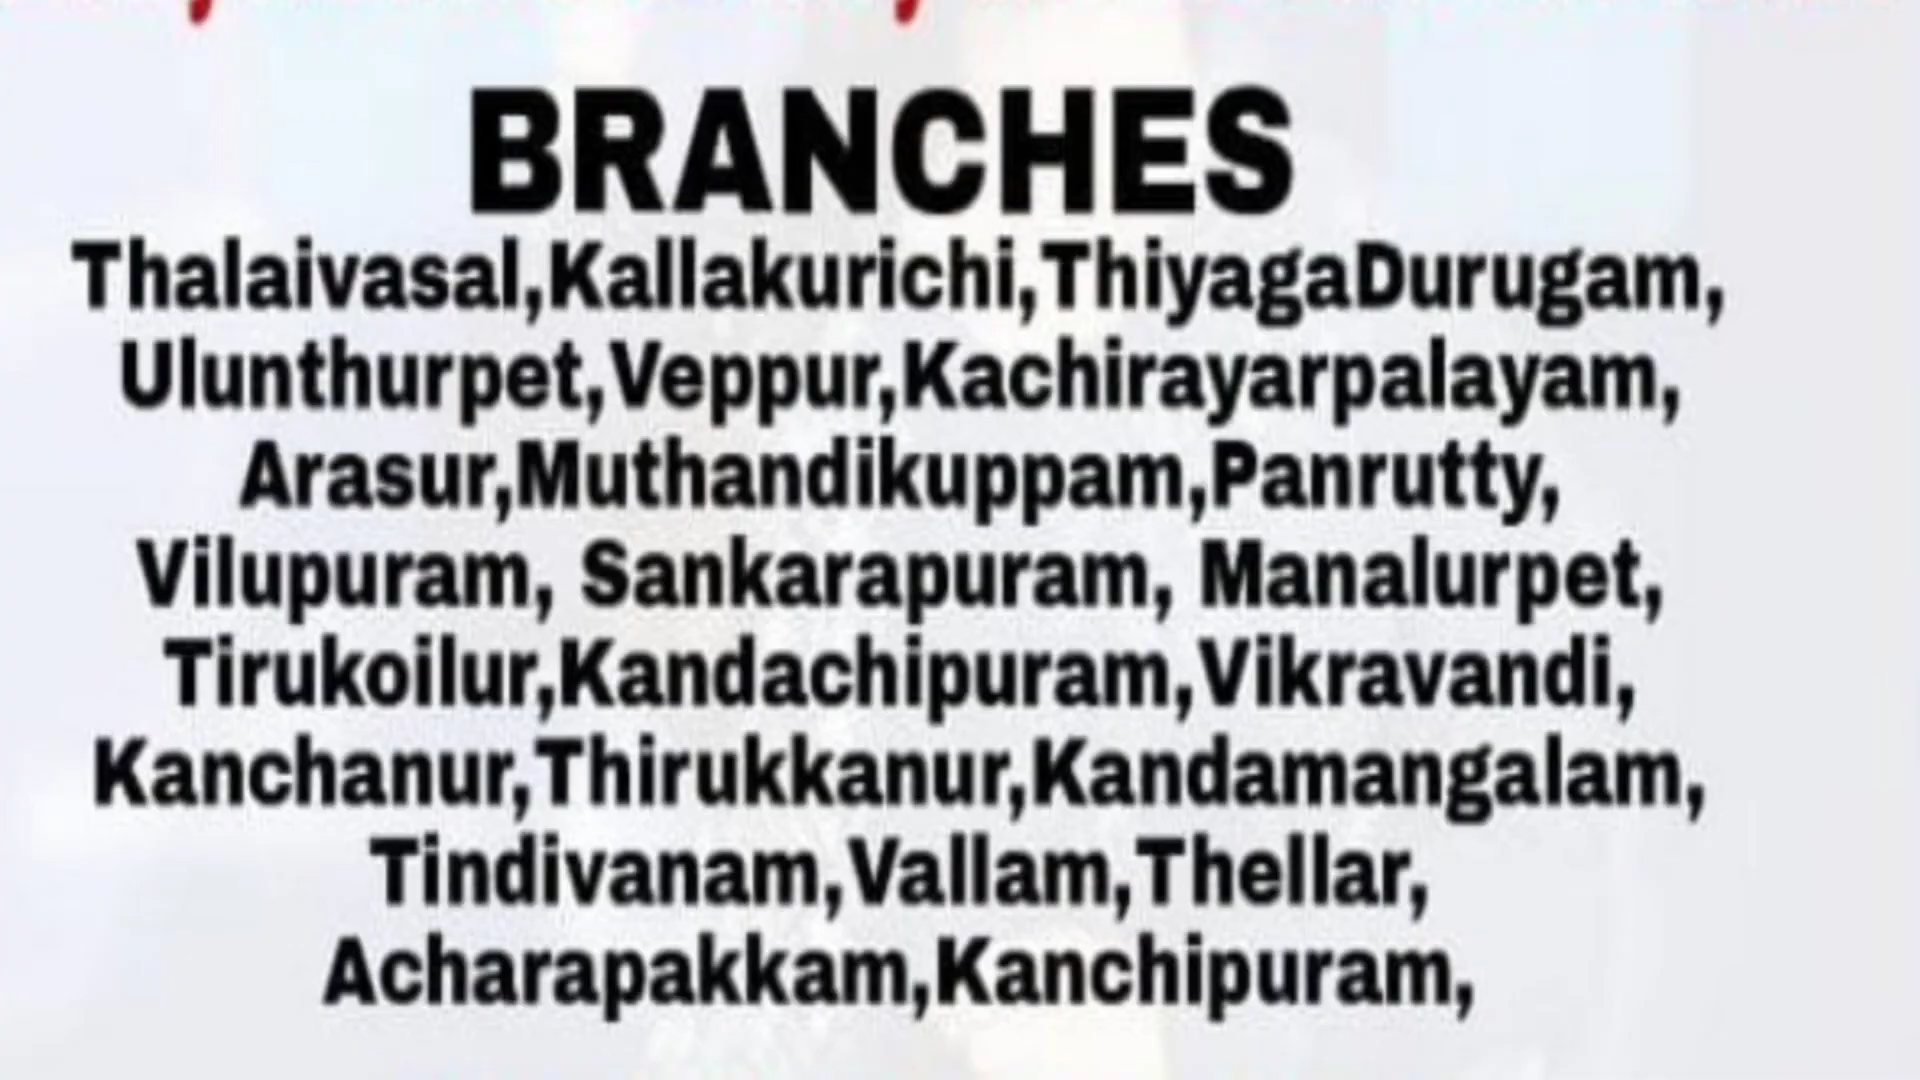 BRANCHES
Thalaivasal,Kallakurichi,ThiyagaDurugam,
Ulunthurpet,Veppur,Kachirayarpalayam,
Arasur,Muthandikuppam,Panrutty,
Vilupuram, Sankarapuram, Manalurpet,
Tirukoilur,Kandachipuram,Vikravandi,
Kanchanur,Thirukkanur,Kandamangalam,
Tindivanam,Vallam,Thellar,
Acharapakkam,Kanchipuram,